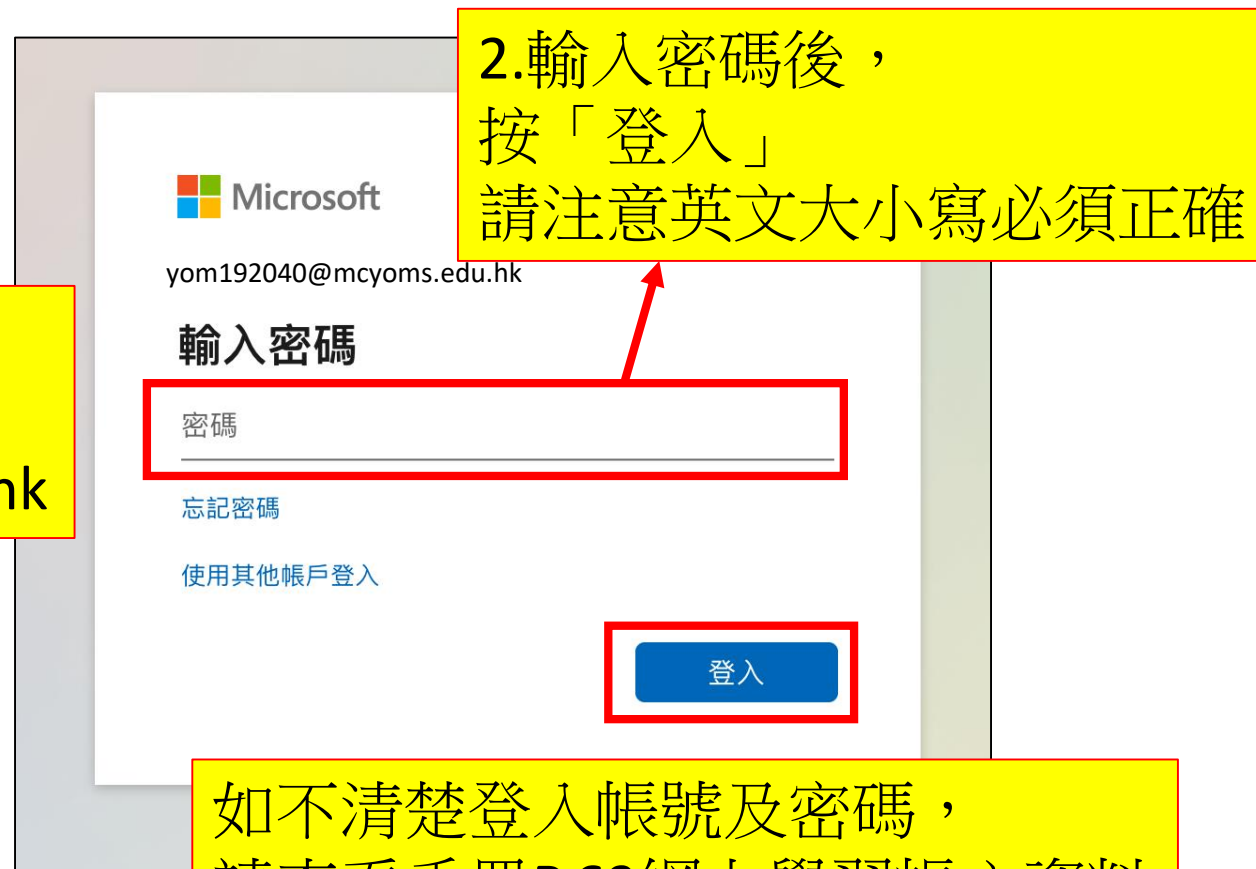 2.輸入密碼後，
按「登入」
請注意英文大小寫必須正確
Microsoft
yom192040@mcyoms.edu.hk
輸入密碼
密碼
hk
忘記密碼
使用其他帳戶登入
登入
如不清楚登入帳號及密碼，